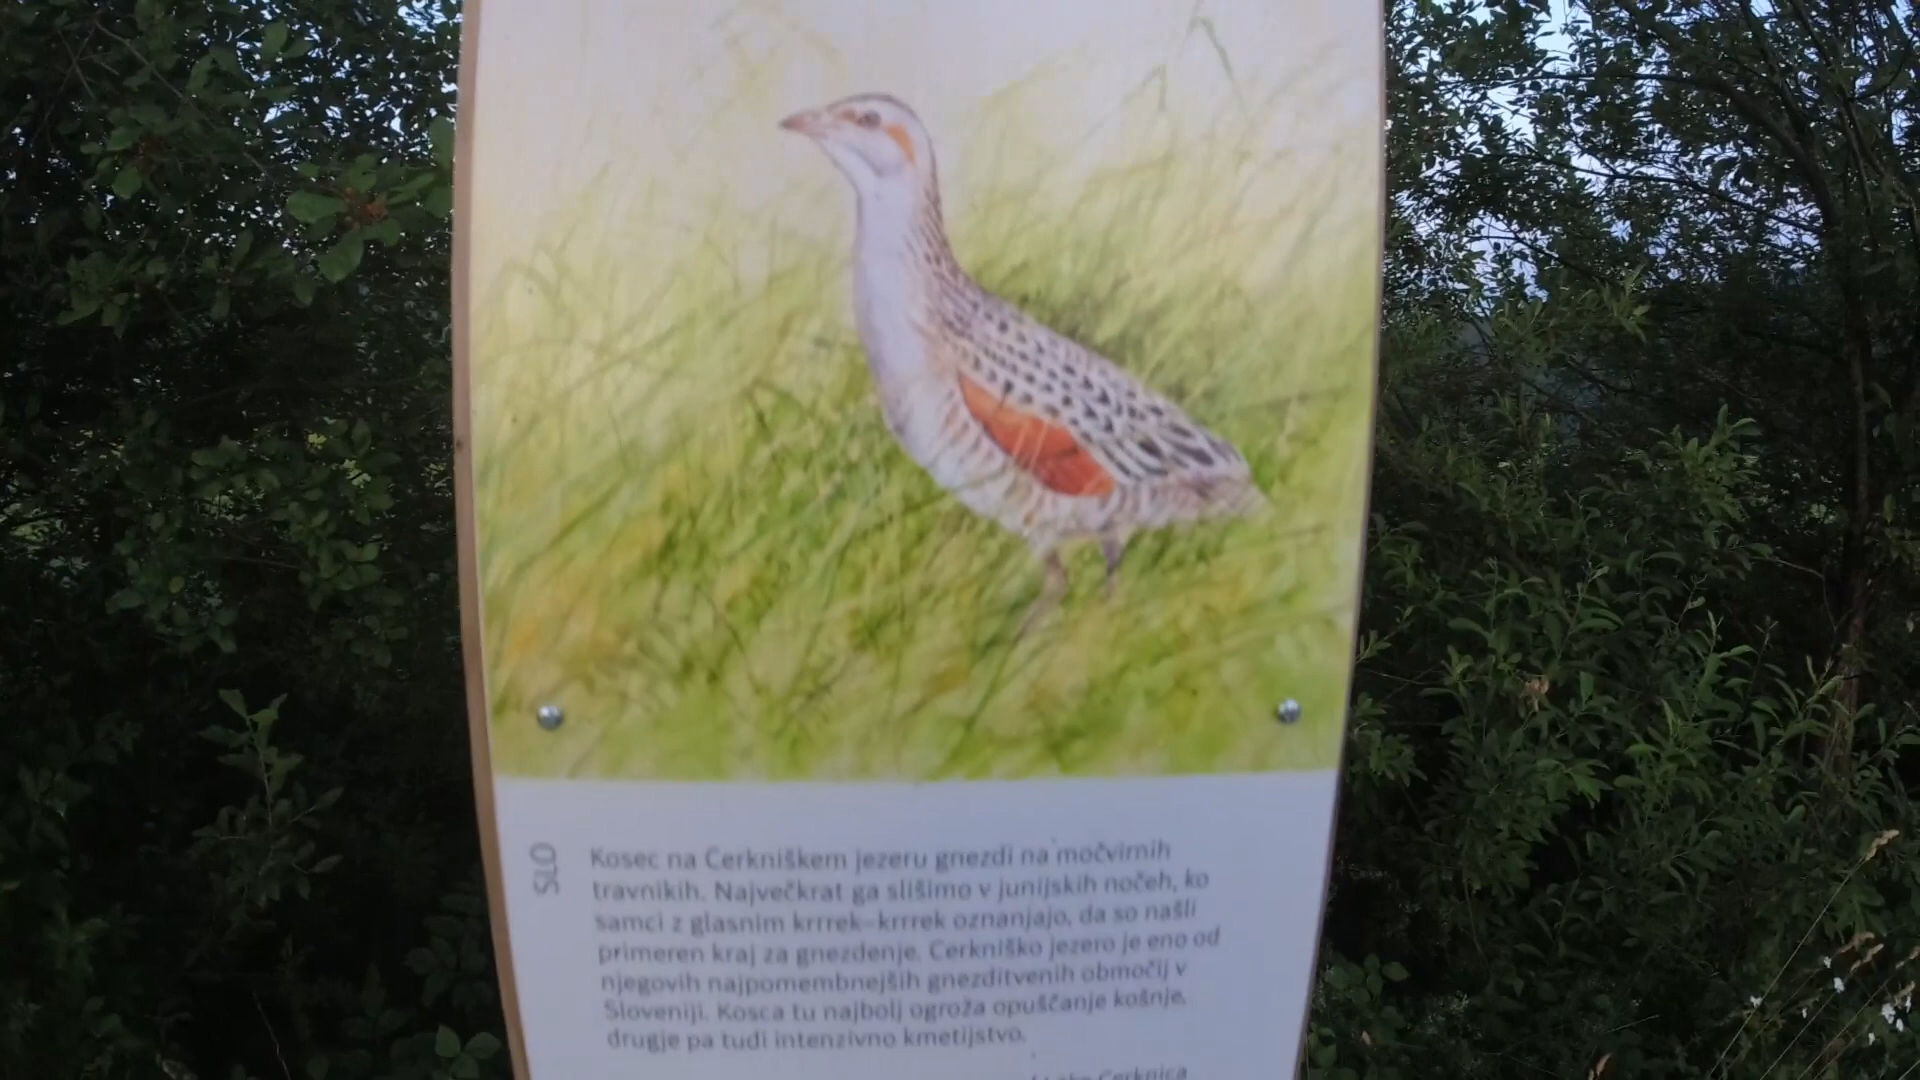 SLO
Kosec na Cerkniškem jezeru gnezdi na močvirnih
travnikih. Največkrat ga slišimo v junijskih nočeh, ko
samci z glasnim krrrek-krrrek oznanjajo, da so našli
primeren kraj za gnezdenje. Cerkniško jezero je eno od
njegovih najpomembnejših gnezditvenih območij v
Sloveniji. Kosca tu najbolj ogroža opuščanje košnje,
drugje pa tudi intenzivno kmetijstvo.
Lake Cerknica